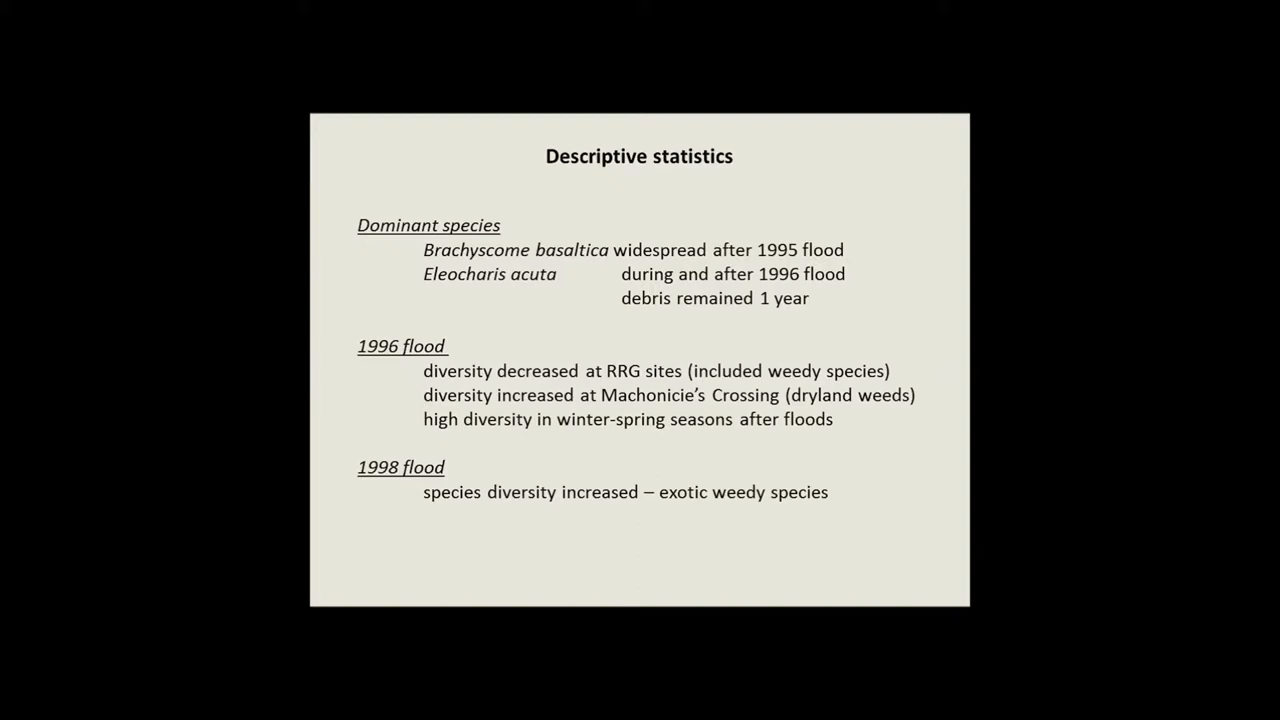 Descriptive statistics
Dominant species
Brachyscome basaltica widespread after 1995 flood
Eleocharis acuta during and after 1996 flood
debris remained 1 year
1996 flood
diversity decreased at RRG sites (included weedy species)
diversity increased at Machonicie’s Crossing (dryland weeds)
high diversity in winter-spring seasons after floods
1998 flood
species diversity increased – exotic weedy species